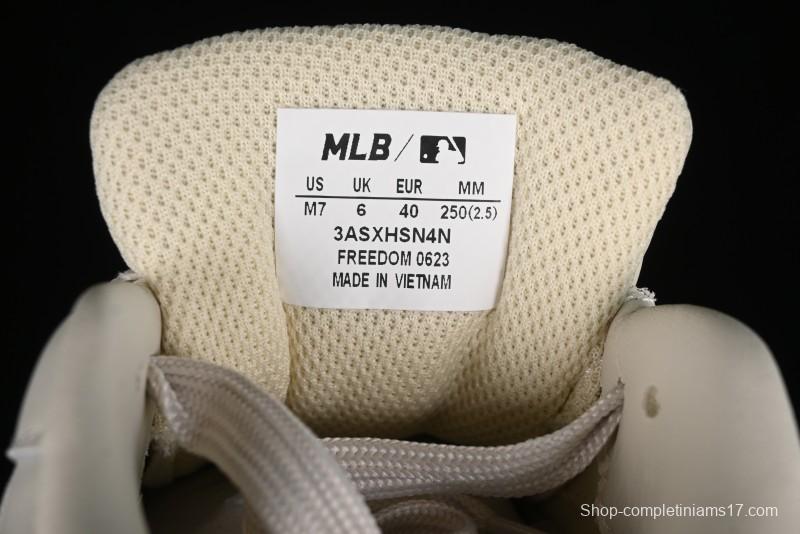 MLB /
US UK EUR MM
M7 6 40 250(2.5)
3ASXHSN4N
FREEDOM 0623
MADE IN VIETNAM
Shop-completiniams17.com